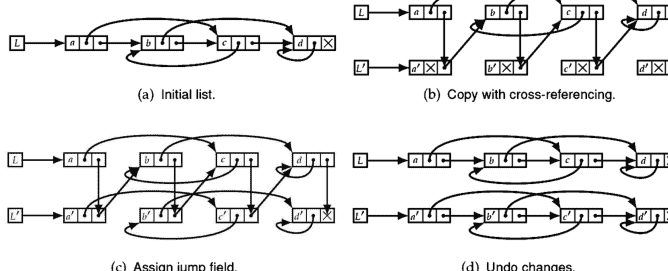 L a b c d
(a) Initial list.
a b c d
L' a' b' c' d'
(b) Copy with cross-referencing.
L a b c d
L' a' b' c' d'
(c) Assign jump field.
L a b c d
L' a' b' c' d'
(d) Undo changes.